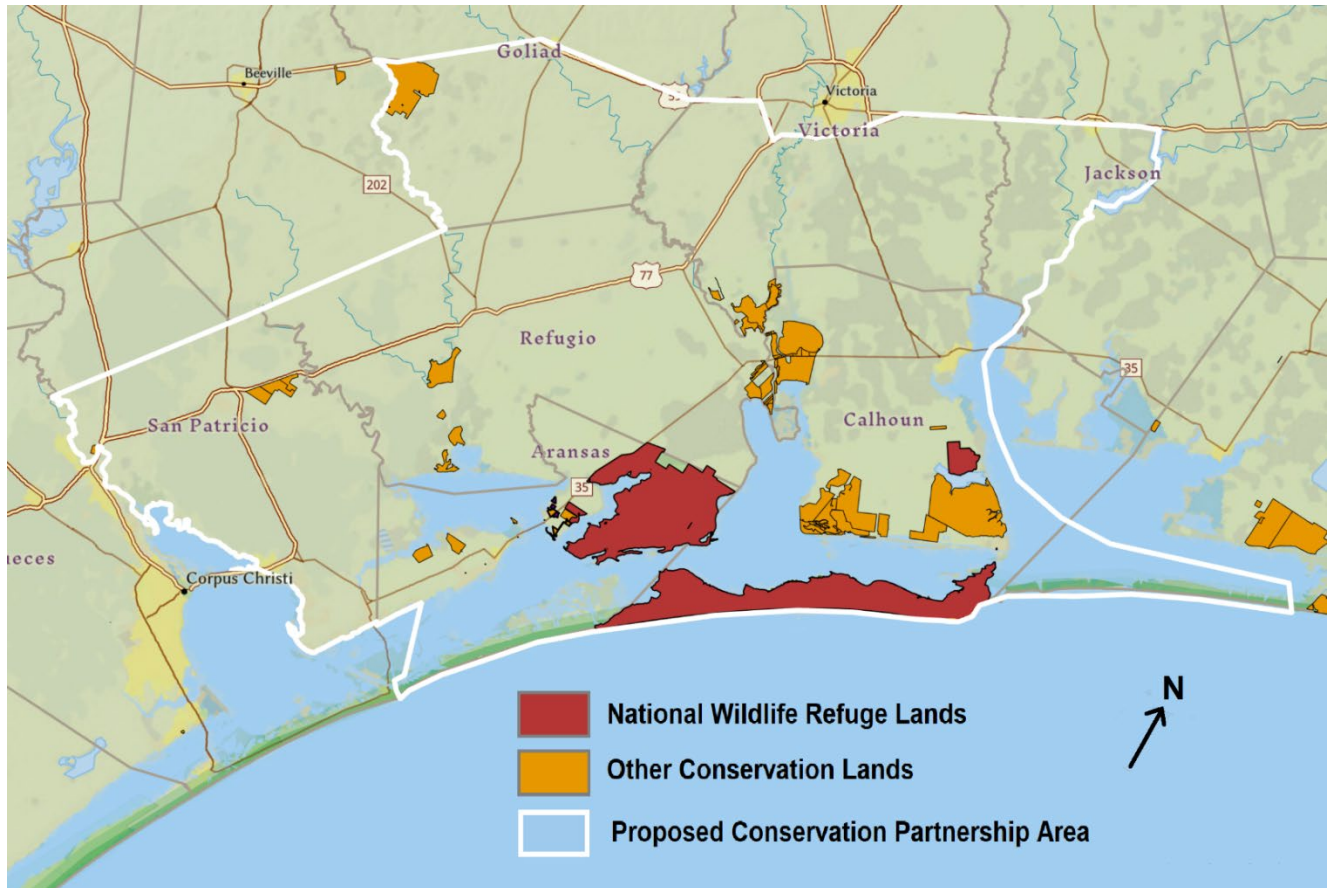 Goliad
Beeville
59
Victoria
Victoria
Jackson
202
77
Refugio
35
San Patricio
Calhoun
Aransas
35
eces
Corpus Christi
N
National Wildlife Refuge Lands
Other Conservation Lands
Proposed Conservation Partnership Area